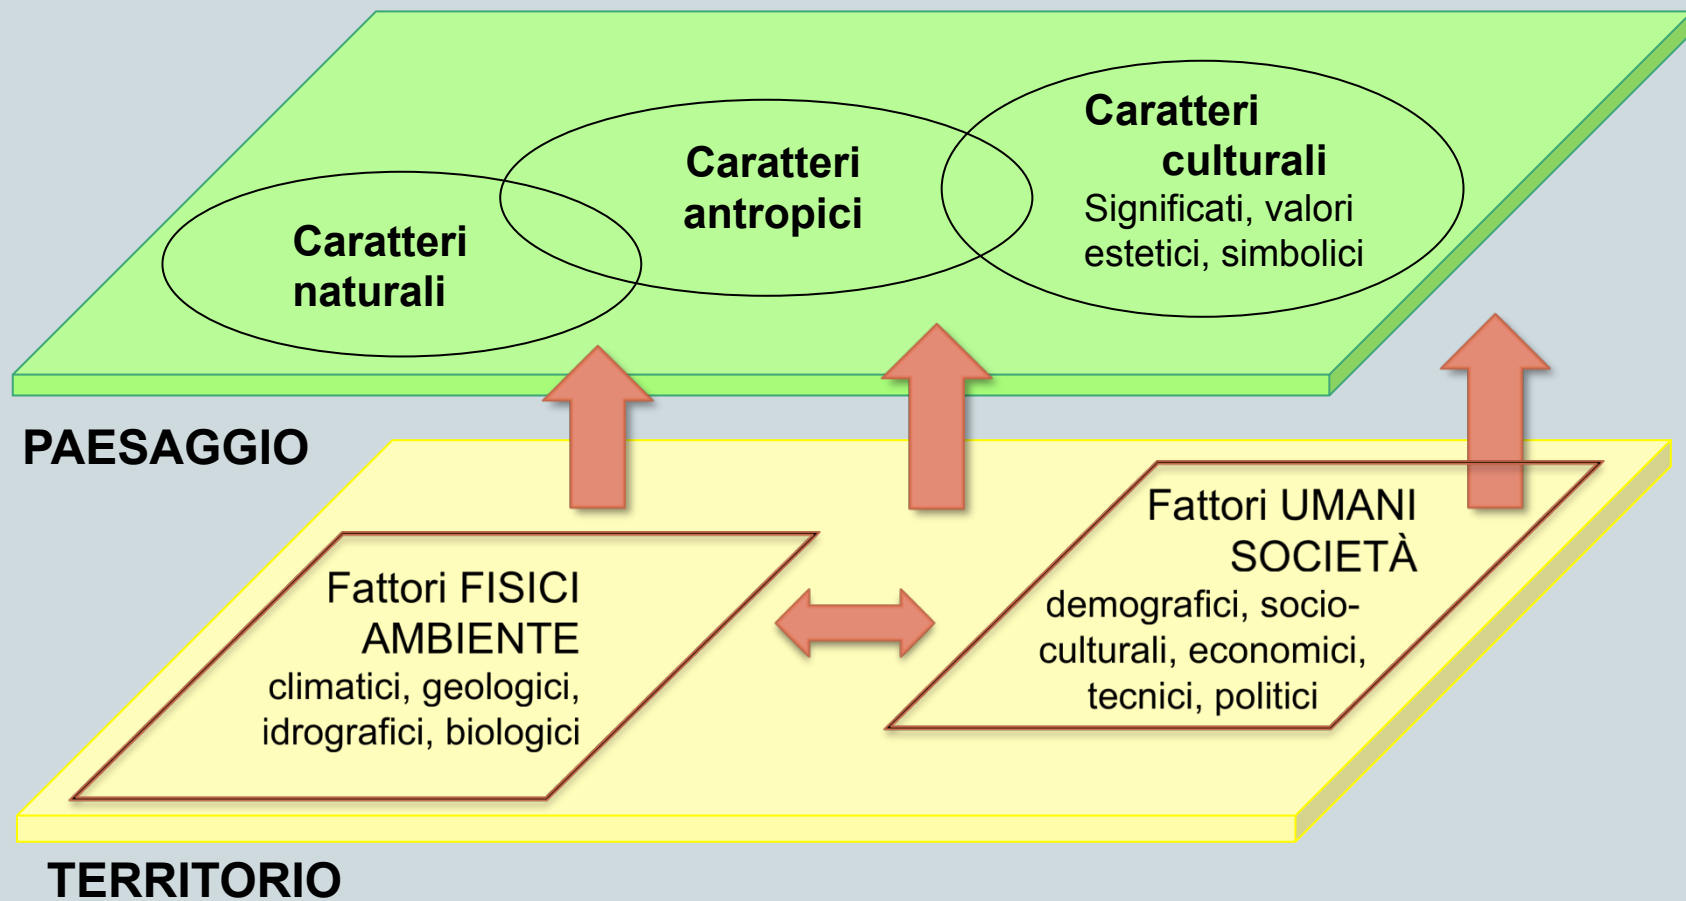 Caratteri
naturali
Caratteri
antropici
Caratteri
culturali
Significati, valori
estetici, simbolici
PAESAGGIO
Fattori FISICI
AMBIENTE
climatici, geologici,
idrografici, biologici
Fattori UMANI
SOCIETÀ
demografici, socio-
culturali, economici,
tecnici, politici
TERRITORIO